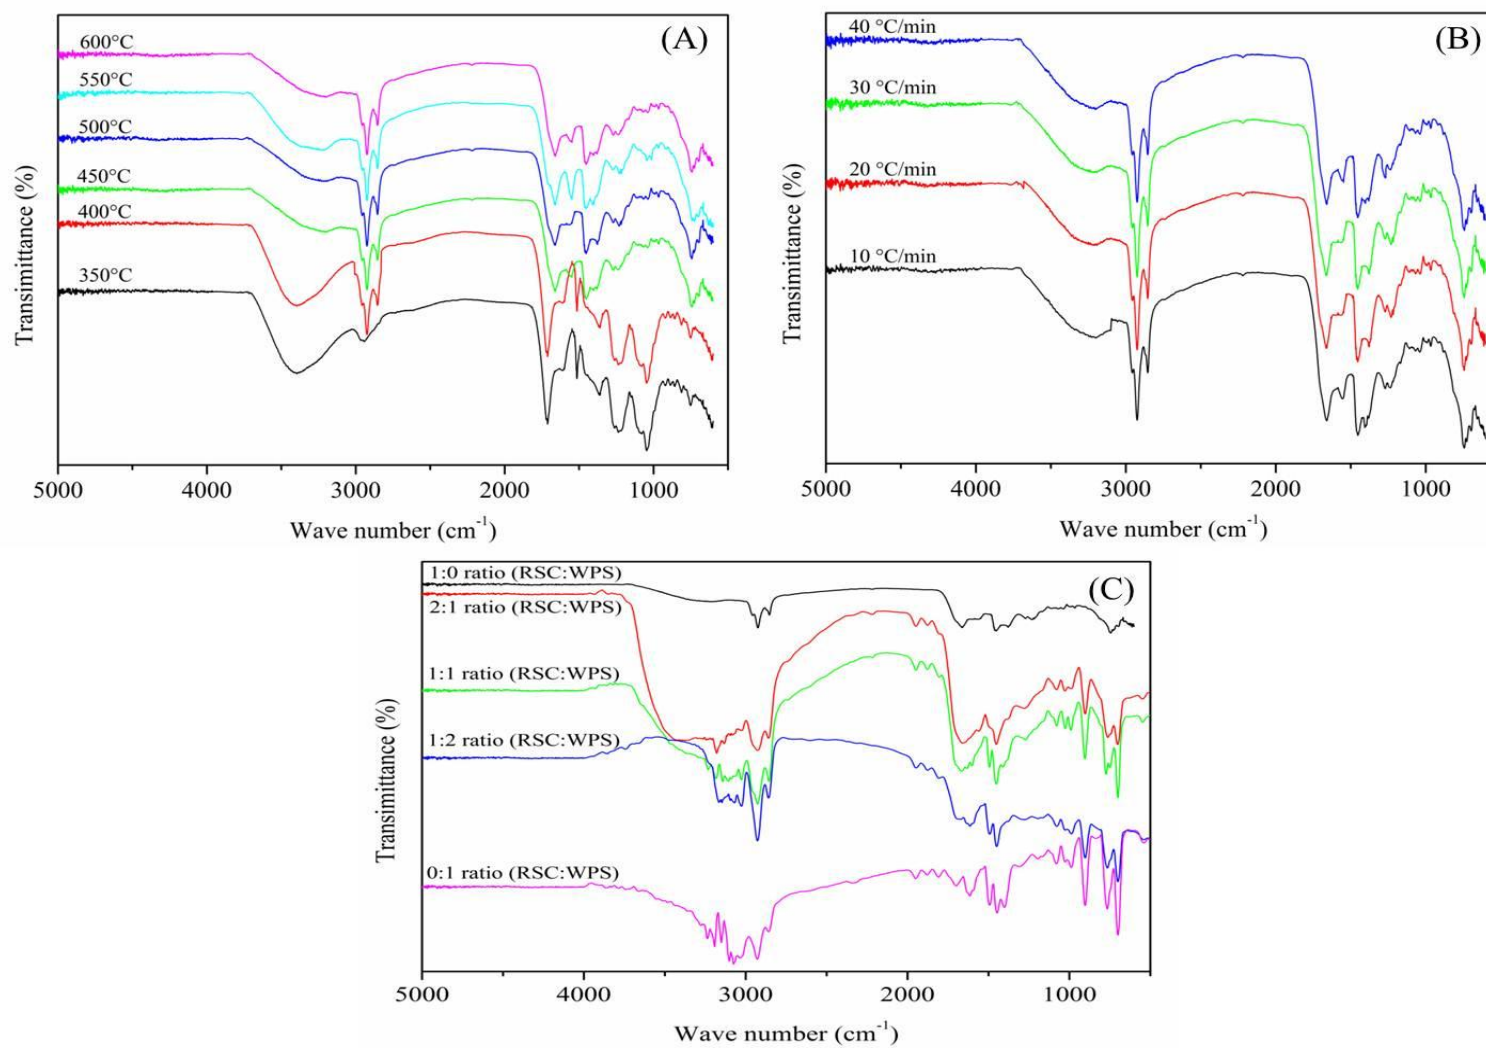 (A)
600°C
550°C
500°C
450°C
400°C
350°C
Transimittance (%)
5000 4000 3000 2000 1000
Wave number (cm⁻¹)
(B)
40 °C/min
30 °C/min
20 °C/min
10 °C/min
Transimittance (%)
5000 4000 3000 2000 1000
Wave number (cm⁻¹)
(C)
1:0 ratio (RSC:WPS)
2:1 ratio (RSC:WPS)
1:1 ratio (RSC:WPS)
1:2 ratio (RSC:WPS)
0:1 ratio (RSC:WPS)
Transimittance (%)
5000 4000 3000 2000 1000
Wave number (cm⁻¹)